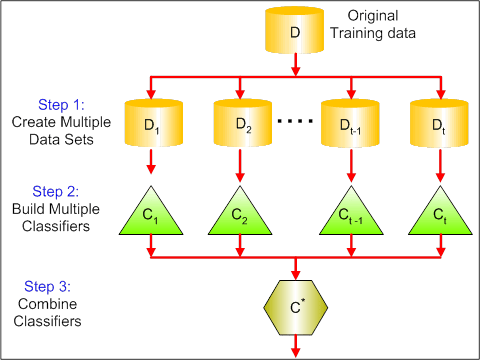 D
Original
Training data
Step 1:
Create Multiple
Data Sets
D1
D2
....
Dt-1
Dt
Step 2:
Build Multiple
Classifiers
C1
C2
Ct -1
Ct
Step 3:
Combine
Classifiers
C*